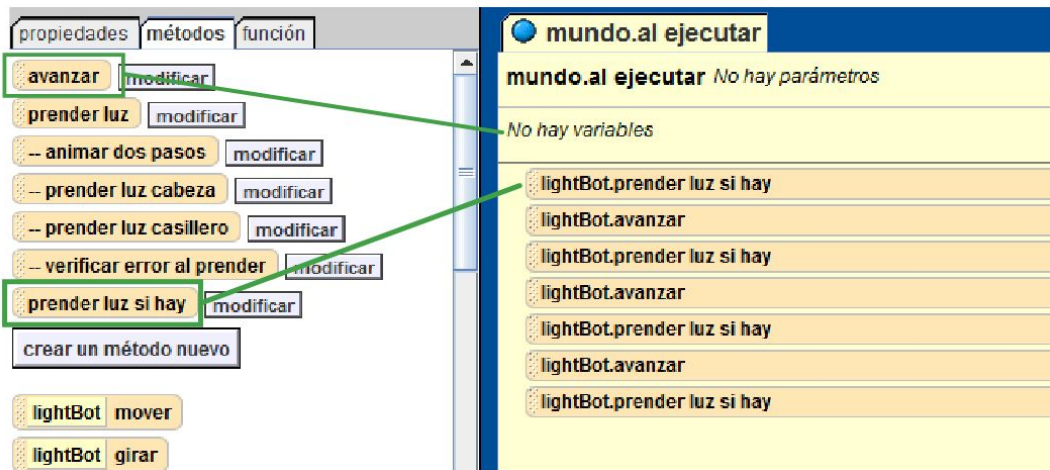 propiedades métodos función
avanzar modificar
prender luz modificar
-- animar dos pasos modificar
-- prender luz cabeza modificar
-- prender luz casillero modificar
-- verificar error al prender modificar
prender luz si hay modificar
crear un método nuevo
lightBot mover
lightBot girar
mundo.al ejecutar
mundo.al ejecutar No hay parámetros
No hay variables
lightBot.prender luz si hay
lightBot.avanzar
lightBot.prender luz si hay
lightBot.avanzar
lightBot.prender luz si hay
lightBot.avanzar
lightBot.prender luz si hay